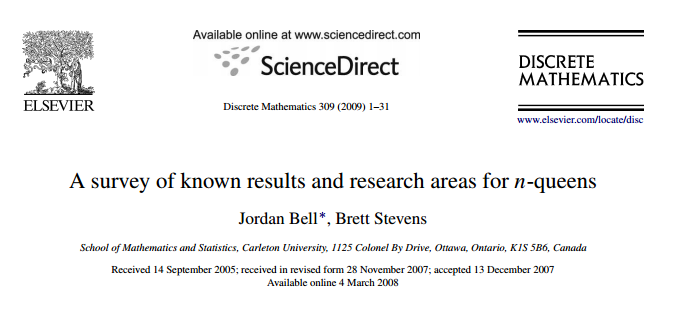 Available online at www.sciencedirect.com
ScienceDirect
ELSEVIER
Discrete Mathematics 309 (2009) 1–31
DISCRETE
MATHEMATICS
www.elsevier.com/locate/disc
A survey of known results and research areas for n-queens
Jordan Bell*, Brett Stevens
School of Mathematics and Statistics, Carleton University, 1125 Colonel By Drive, Ottawa, Ontario, K1S 5B6, Canada
Received 14 September 2005; received in revised form 28 November 2007; accepted 13 December 2007
Available online 4 March 2008